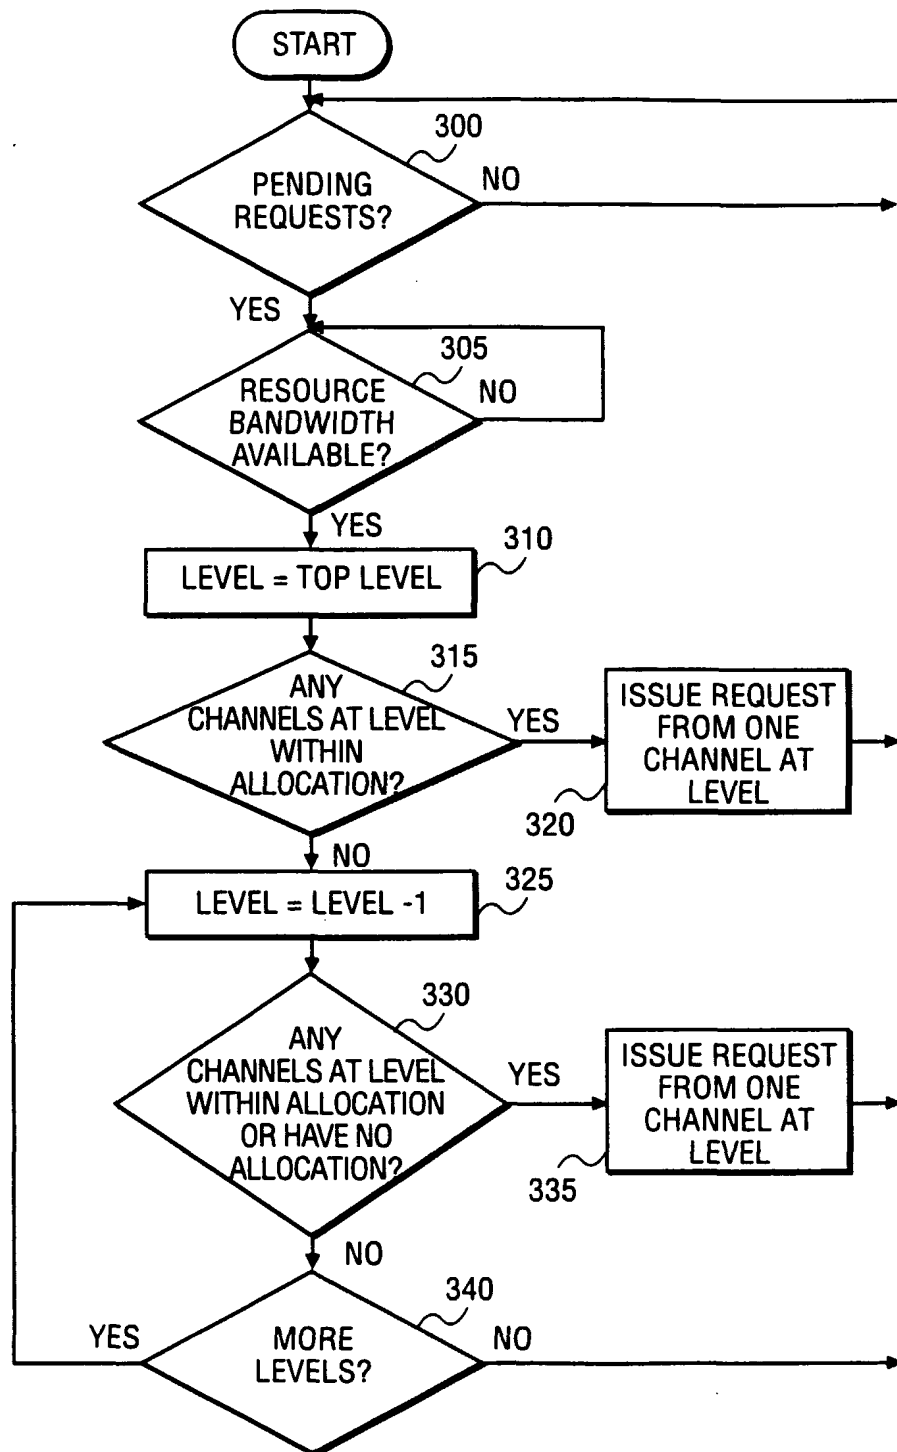 START
300
PENDING
REQUESTS?
NO
YES
305
RESOURCE
BANDWIDTH
AVAILABLE?
NO
YES
310
LEVEL = TOP LEVEL
315
ANY
CHANNELS AT LEVEL
WITHIN
ALLOCATION?
YES
ISSUE REQUEST
FROM ONE
CHANNEL AT
LEVEL
320
NO
325
LEVEL = LEVEL -1
330
ANY
CHANNELS AT LEVEL
WITHIN ALLOCATION
OR HAVE NO
ALLOCATION?
YES
ISSUE REQUEST
FROM ONE
CHANNEL AT
LEVEL
335
NO
340
YES
MORE
LEVELS?
NO